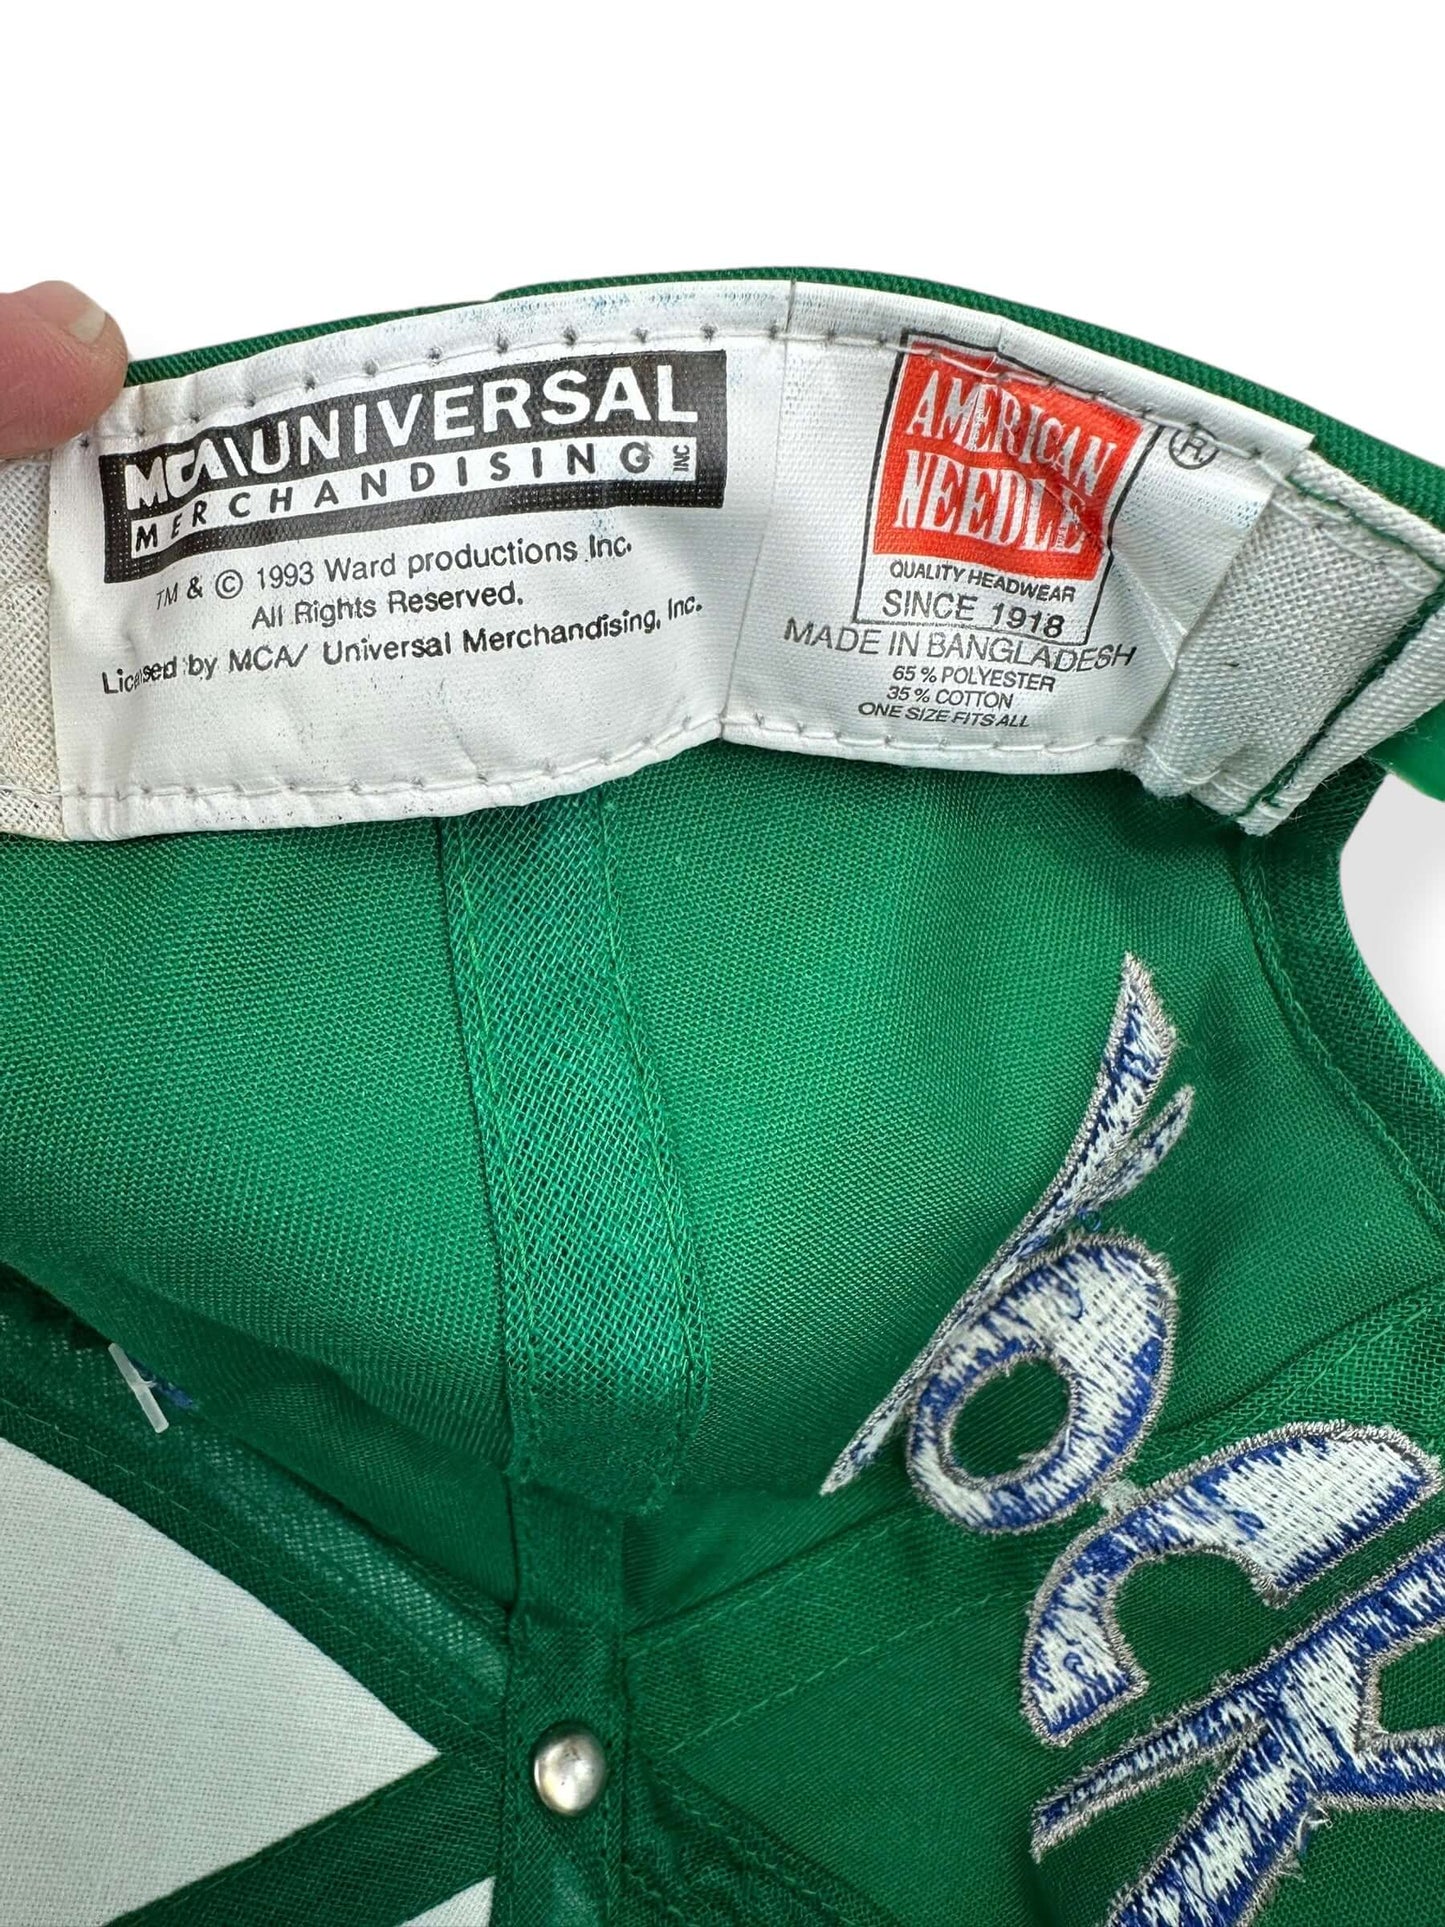 MCA\UNIVERSAL
MERCHANDISING INC
TM & © 1993 Ward productions Inc.
All Rights Reserved.
Licensed by MCA/ Universal Merchandising, Inc.
AMERICAN
NEEDLE ®
QUALITY HEADWEAR
SINCE 1918
MADE IN BANGLADESH
65 % POLYESTER
35 % COTTON
ONE SIZE FITS ALL